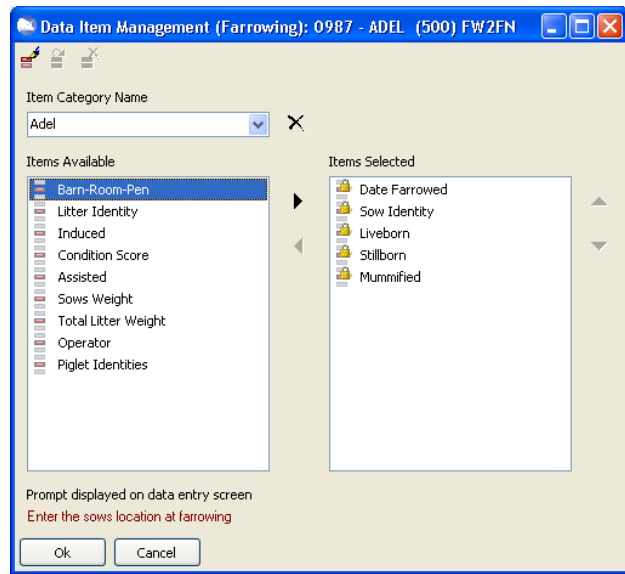 Data Item Management (Farrowing): 0987 - ADEL (500) FW2FN
Item Category Name
Adel
Items Available
Barn-Room-Pen
Litter Identity
Induced
Condition Score
Assisted
Sows Weight
Total Litter Weight
Operator
Piglet Identities
Items Selected
Date Farrowed
Sow Identity
Liveborn
Stillborn
Mummified
Prompt displayed on data entry screen
Enter the sows location at farrowing
Ok
Cancel